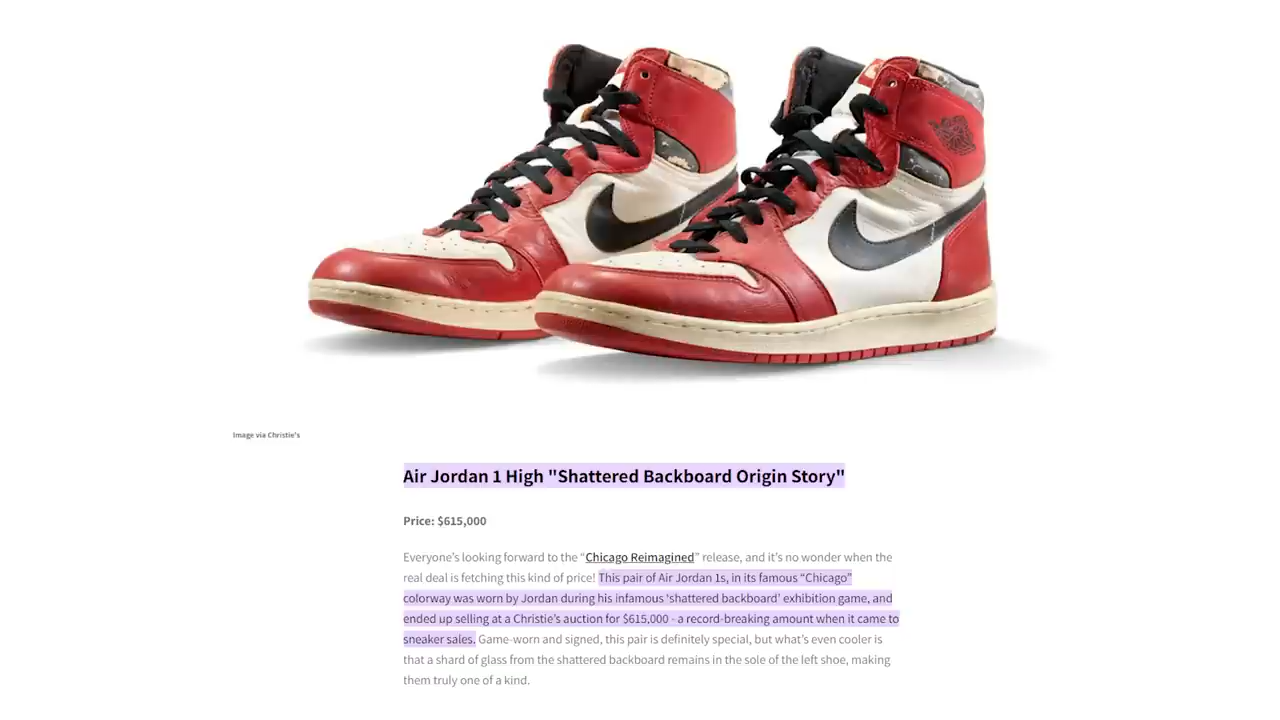 Image via Christie's
Air Jordan 1 High "Shattered Backboard Origin Story"
Price: $615,000
Everyone’s looking forward to the “Chicago Reimagined” release, and it’s no wonder when the
real deal is fetching this kind of price! This pair of Air Jordan 1s, in its famous “Chicago”
colorway was worn by Jordan during his infamous ‘shattered backboard’ exhibition game, and
ended up selling at a Christie’s auction for $615,000 - a record-breaking amount when it came to
sneaker sales. Game-worn and signed, this pair is definitely special, but what’s even cooler is
that a shard of glass from the shattered backboard remains in the sole of the left shoe, making
them truly one of a kind.